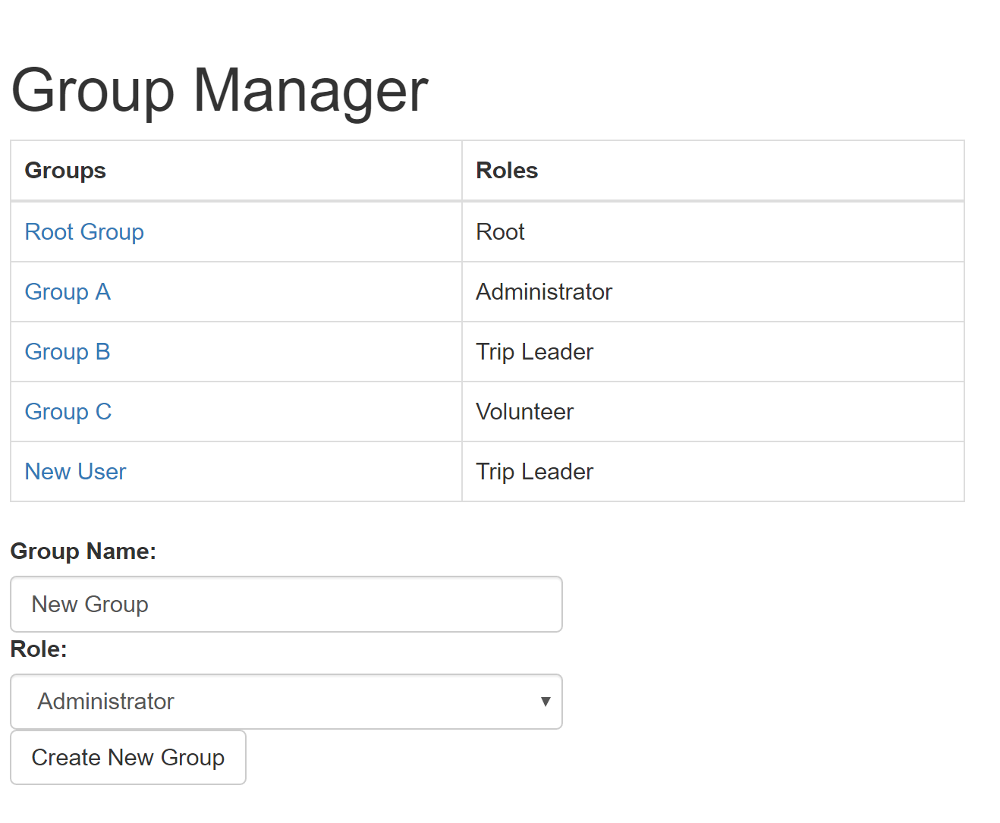 Group Manager
Groups Roles
Root Group Root
Group A Administrator
Group B Trip Leader
Group C Volunteer
New User Trip Leader
Group Name:
New Group
Role:
Administrator
Create New Group